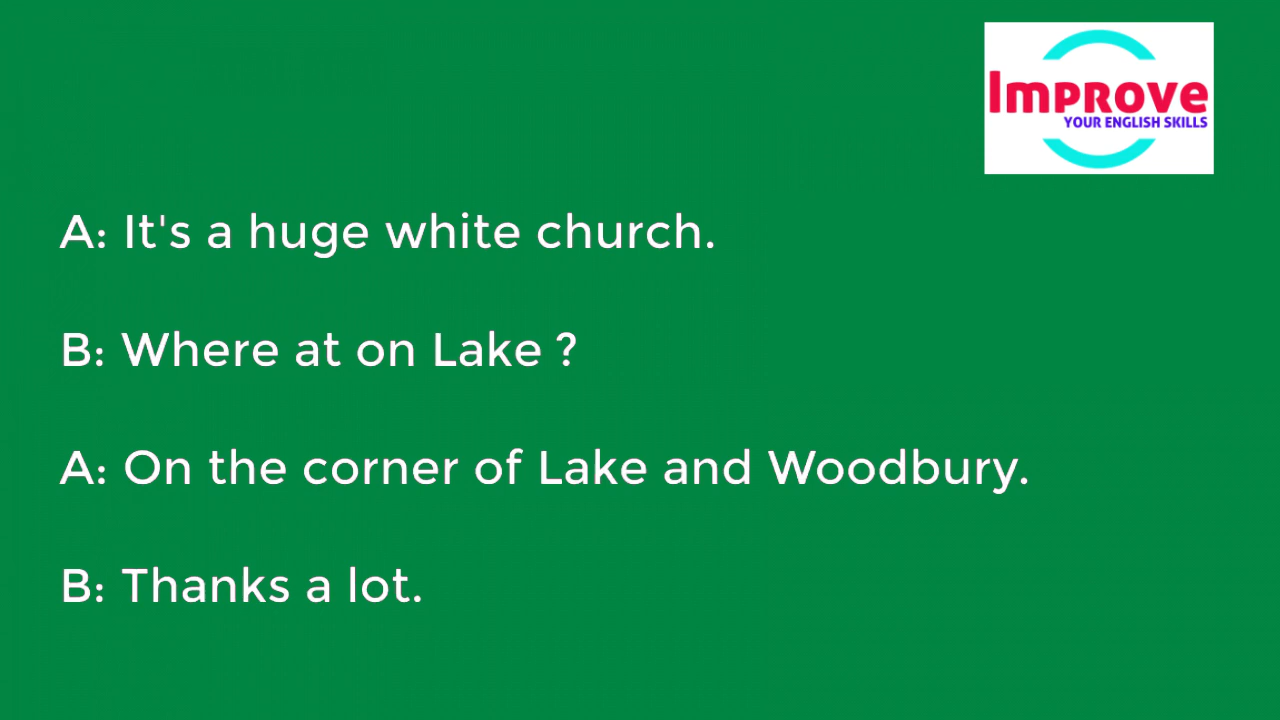 Improve
YOUR ENGLISH SKILLS
A: It's a huge white church.
B: Where at on Lake ?
A: On the corner of Lake and Woodbury.
B: Thanks a lot.